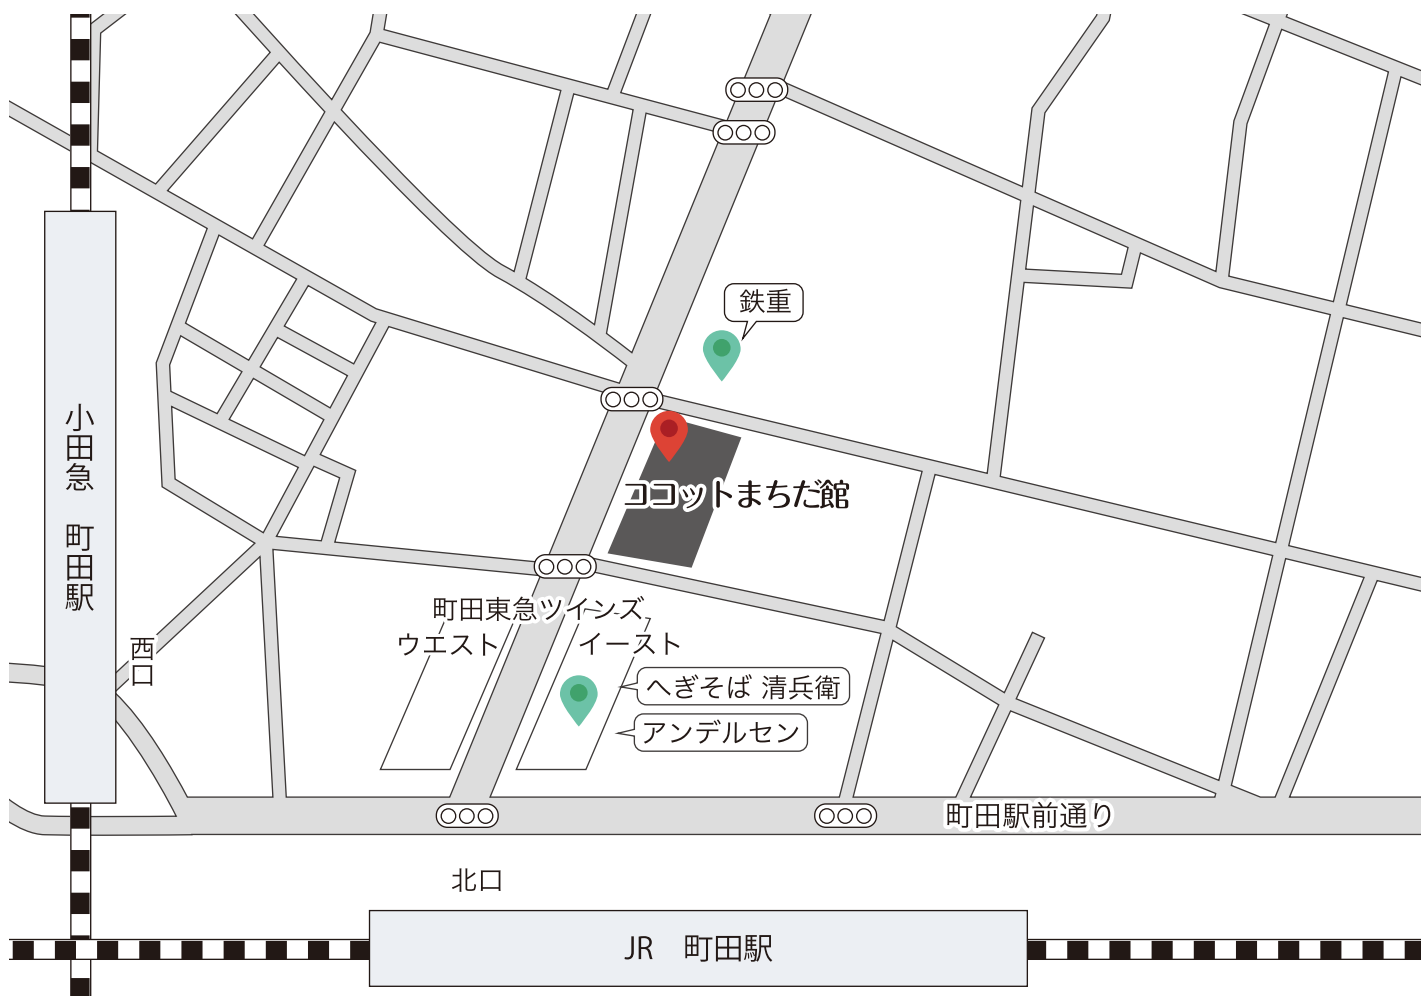 鉄重
ココットまちだ館
小田急 町田駅
町田東急ツインズ
ウエスト
イースト
西口
へぎそば 清兵衛
アンデルセン
町田駅前通り
北口
JR 町田駅